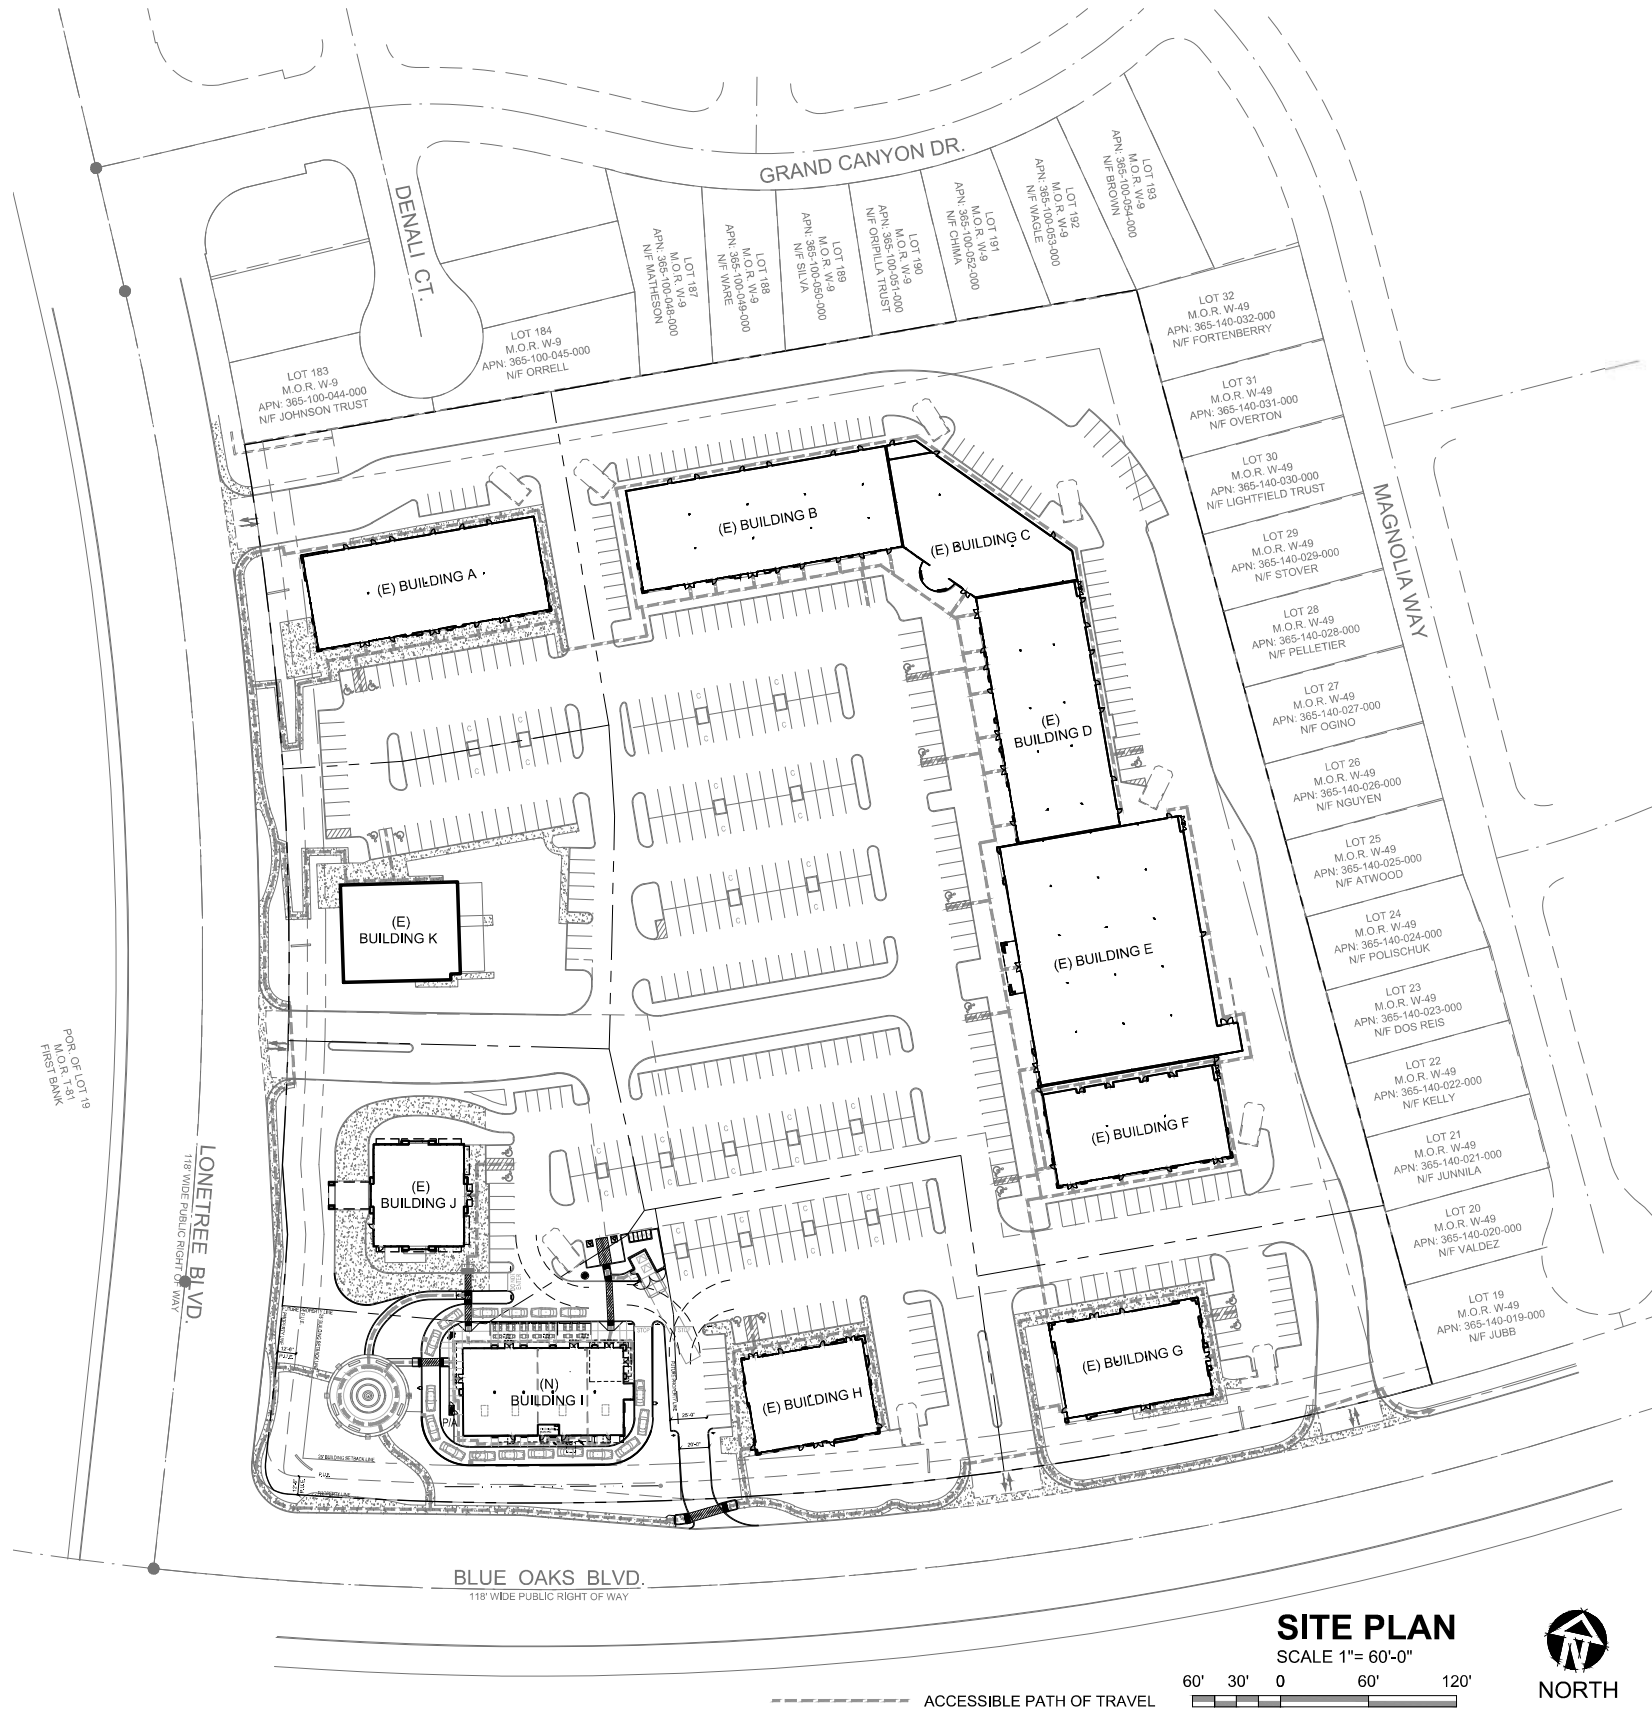 GRAND CANYON DR.
DENALI CT.
LOT 193
M.O.R. W-9
APN: 365-100-054-000
N/F BROWN
LOT 192
M.O.R. W-9
APN: 365-100-053-000
N/F WAGLE
LOT 191
M.O.R. W-9
APN: 365-100-052-000
N/F CHIMA
LOT 190
M.O.R. W-9
APN: 365-100-051-000
N/F ORIPILLA TRUST
LOT 189
M.O.R. W-9
APN: 365-100-050-000
N/F SILVA
LOT 188
M.O.R. W-9
APN: 365-100-049-000
N/F WARE
LOT 187
M.O.R. W-9
APN: 365-100-048-000
N/F MATHESON
LOT 184
M.O.R. W-9
APN: 365-100-045-000
N/F ORRELL
LOT 183
M.O.R. W-9
APN: 365-100-044-000
N/F JOHNSON TRUST
LOT 32
M.O.R. W-49
APN: 365-140-032-000
N/F FORTENBERRY
LOT 31
M.O.R. W-49
APN: 365-140-031-000
N/F OVERTON
LOT 30
M.O.R. W-49
APN: 365-140-030-000
N/F LIGHTFIELD TRUST
LOT 29
M.O.R. W-49
APN: 365-140-029-000
N/F STOVER
LOT 28
M.O.R. W-49
APN: 365-140-028-000
N/F PELLETIER
LOT 27
M.O.R. W-49
APN: 365-140-027-000
N/F OGINO
LOT 26
M.O.R. W-49
APN: 365-140-026-000
N/F NGUYEN
LOT 25
M.O.R. W-49
APN: 365-140-025-000
N/F ATWOOD
LOT 24
M.O.R. W-49
APN: 365-140-024-000
N/F POLISCHUK
LOT 23
M.O.R. W-49
APN: 365-140-023-000
N/F DOS REIS
LOT 22
M.O.R. W-49
APN: 365-140-022-000
N/F KELLY
LOT 21
M.O.R. W-49
APN: 365-140-021-000
N/F JUNNILA
LOT 20
M.O.R. W-49
APN: 365-140-020-000
N/F VALDEZ
LOT 19
M.O.R. W-49
APN: 365-140-019-000
N/F JUBB
MAGNOLIA WAY
(E) BUILDING A
(E) BUILDING B
(E) BUILDING C
(E)
BUILDING D
(E) BUILDING E
(E) BUILDING F
(E) BUILDING G
(E) BUILDING H
(N)
BUILDING I
(E)
BUILDING J
(E)
BUILDING K
POR. OF LOT 19
M.O.R. T-81
FIRST BANK
LONETREE BLVD.
118' WIDE PUBLIC RIGHT OF WAY
P/A
25' BUILDING SETBACK LINE
P.U.E.
PROPERTY LINE
BLUE OAKS BLVD.
118' WIDE PUBLIC RIGHT OF WAY
SITE PLAN
SCALE 1"= 60'-0"
60' 30' 0 60' 120'
ACCESSIBLE PATH OF TRAVEL
N
NORTH